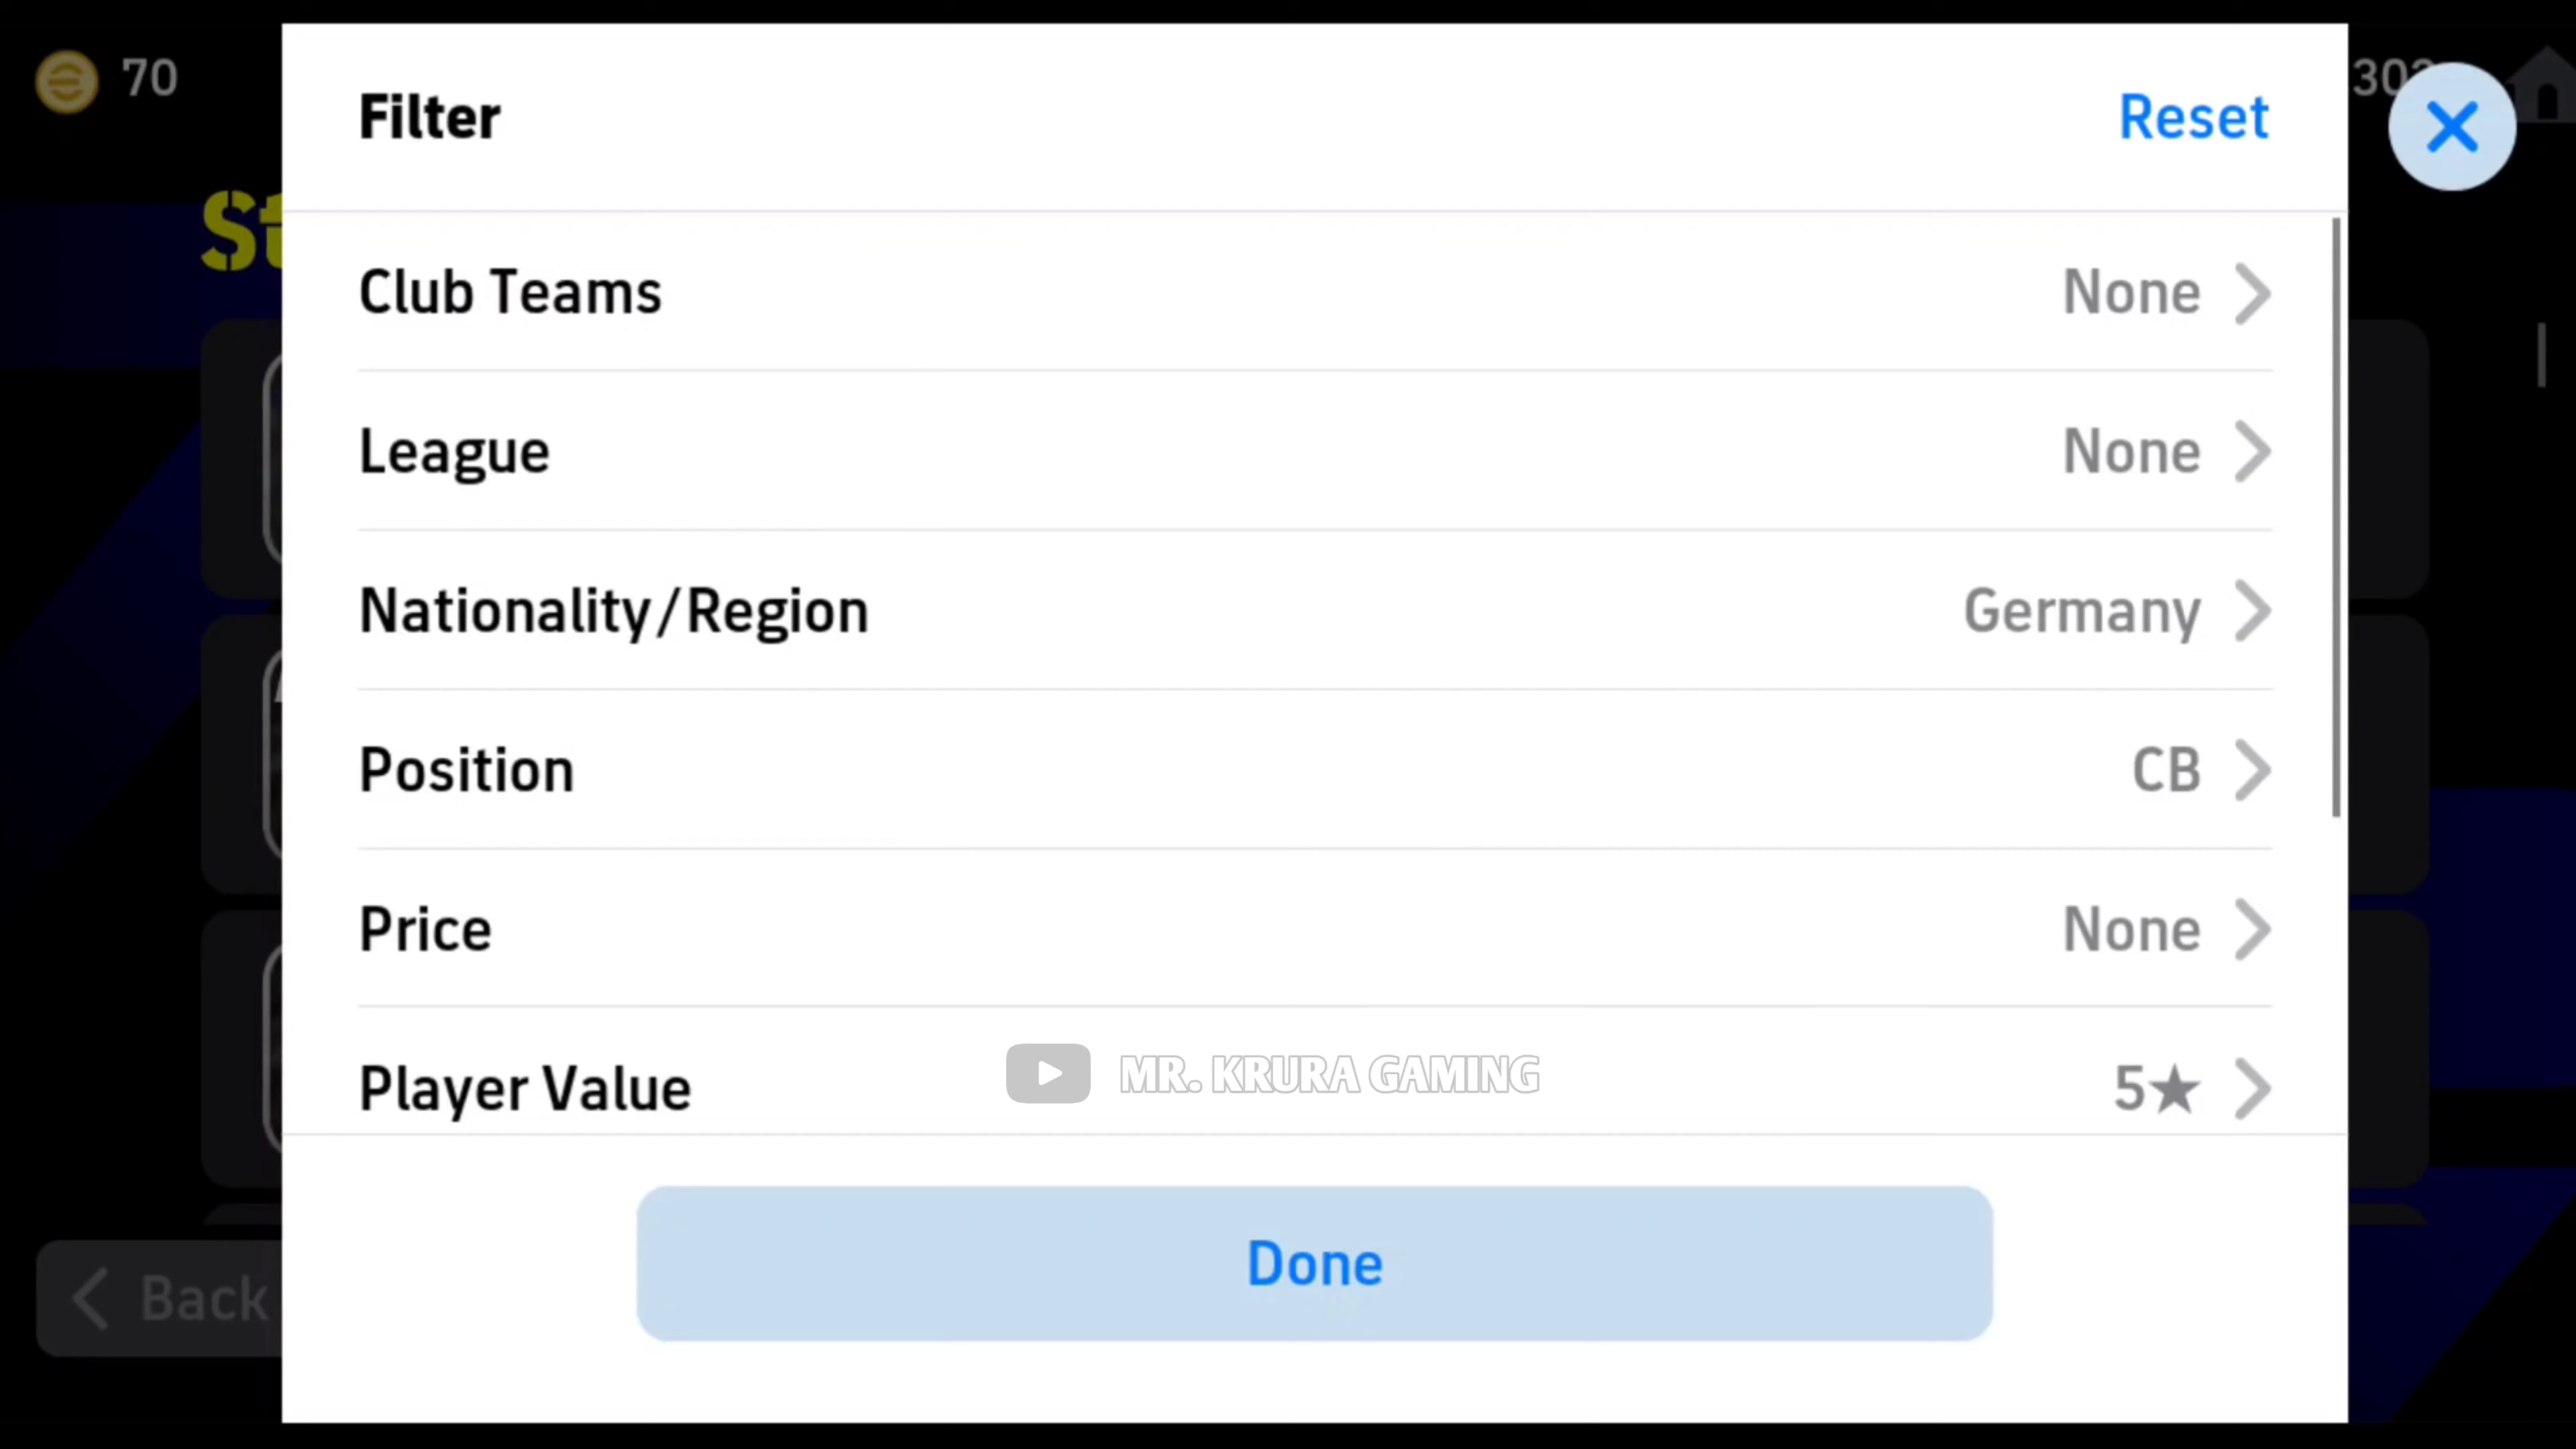 70
Filter
Reset
St
Club Teams None
League None
Nationality/Region Germany
Position CB
Price None
Player Value 5★
MR. KRURA GAMING
Done
Back